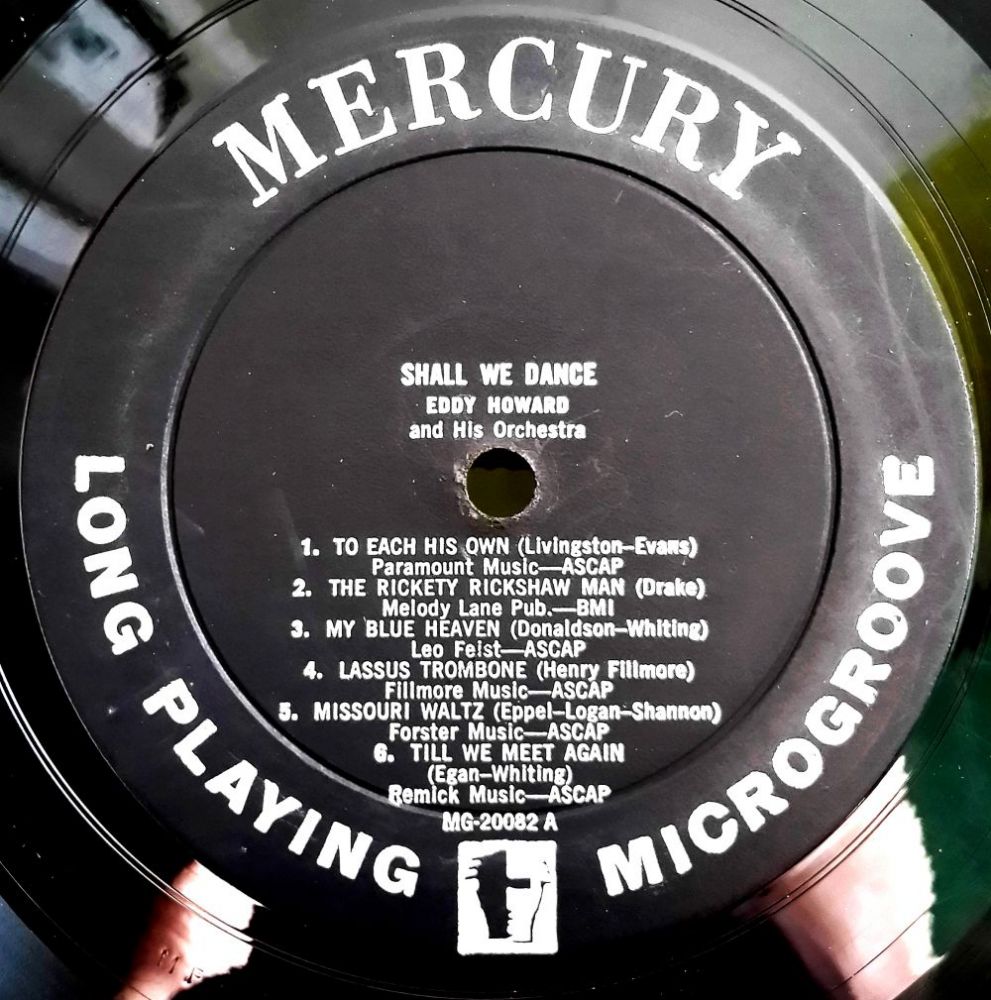 MERCURY
SHALL WE DANCE
EDDY HOWARD
and His Orchestra
1. TO EACH HIS OWN (Livingston—Evans)
Paramount Music—ASCAP
2. THE RICKETY RICKSHAW MAN (Drake)
Melody Lane Pub.—BMI
3. MY BLUE HEAVEN (Donaldson—Whiting)
Leo Feist—ASCAP
4. LASSUS TROMBONE (Henry Fillmore)
Fillmore Music—ASCAP
5. MISSOURI WALTZ (Eppel—Logan—Shannon)
Forster Music—ASCAP
6. TILL WE MEET AGAIN
(Egan—Whiting)
Remick Music—ASCAP
MG-20082 A
LONG PLAYING MICROGROOVE